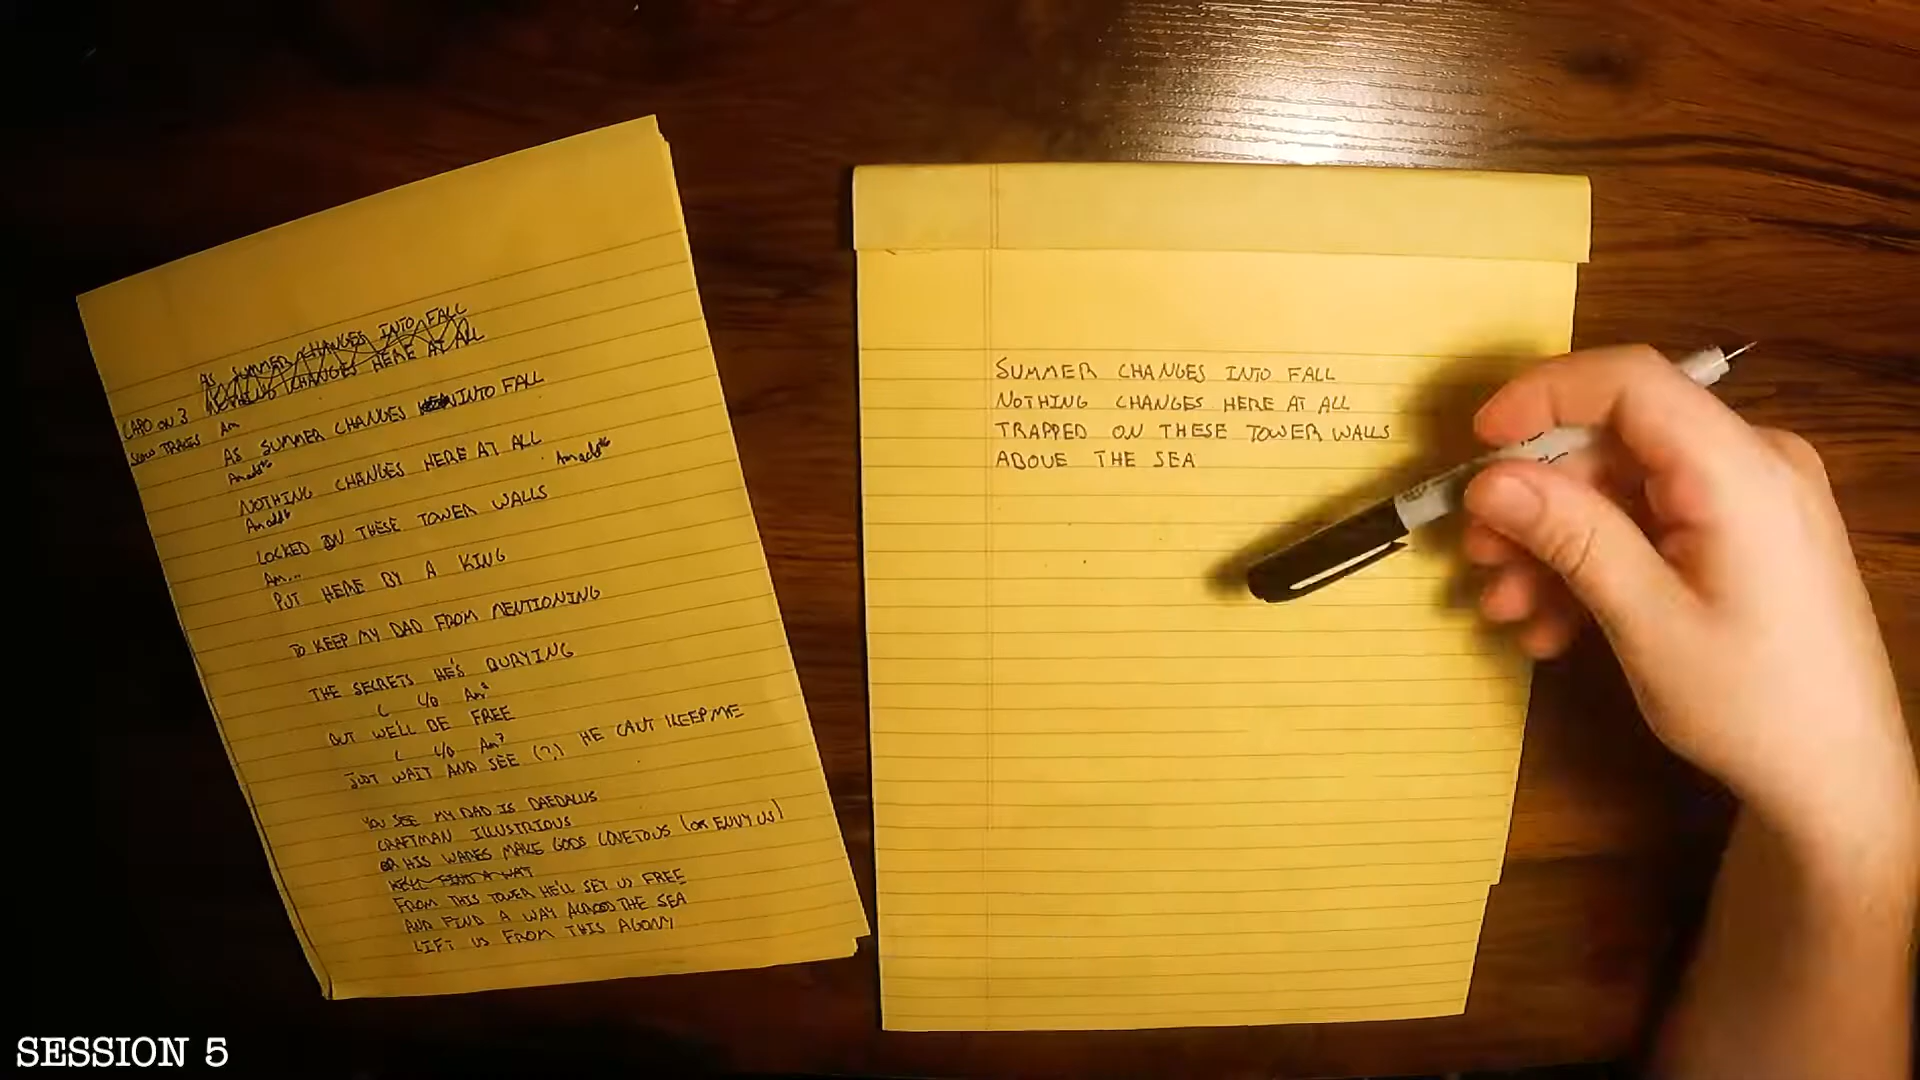 AS SUMMER CHANGES INTO FALL
NOTHING CHANGES HERE AT ALL
CAPO ON 3
Am
AS SUMMER CHANGES INTO FALL
Amadd6
NOTHING CHANGES HERE AT ALL
Amadd6 Amadd6
LOCKED ON THESE TOWER WALLS
Am...
PUT HERE BY A KING
TO KEEP MY DAD FROM MENTIONING
THE SECRETS HE'S BURYING
C C/B Am7
BUT WE'LL BE FREE
C C/B Am7
JUST WAIT AND SEE (?) HE CAN'T KEEP ME
YOU SEE MY DAD IS DAEDALUS
CRAFTMAN ILLUSTRIOUS
HIS WARES MAKE GODS COVETOUS (OR ENVY US)
HE'LL FIND A WAY
FROM THIS TOWER HE'LL SET US FREE
AND FIND A WAY ACROSS THE SEA
LIFT US FROM THIS AGONY
SUMMER CHANGES INTO FALL
NOTHING CHANGES HERE AT ALL
TRAPPED ON THESE TOWER WALLS
ABOVE THE SEA
SESSION 5